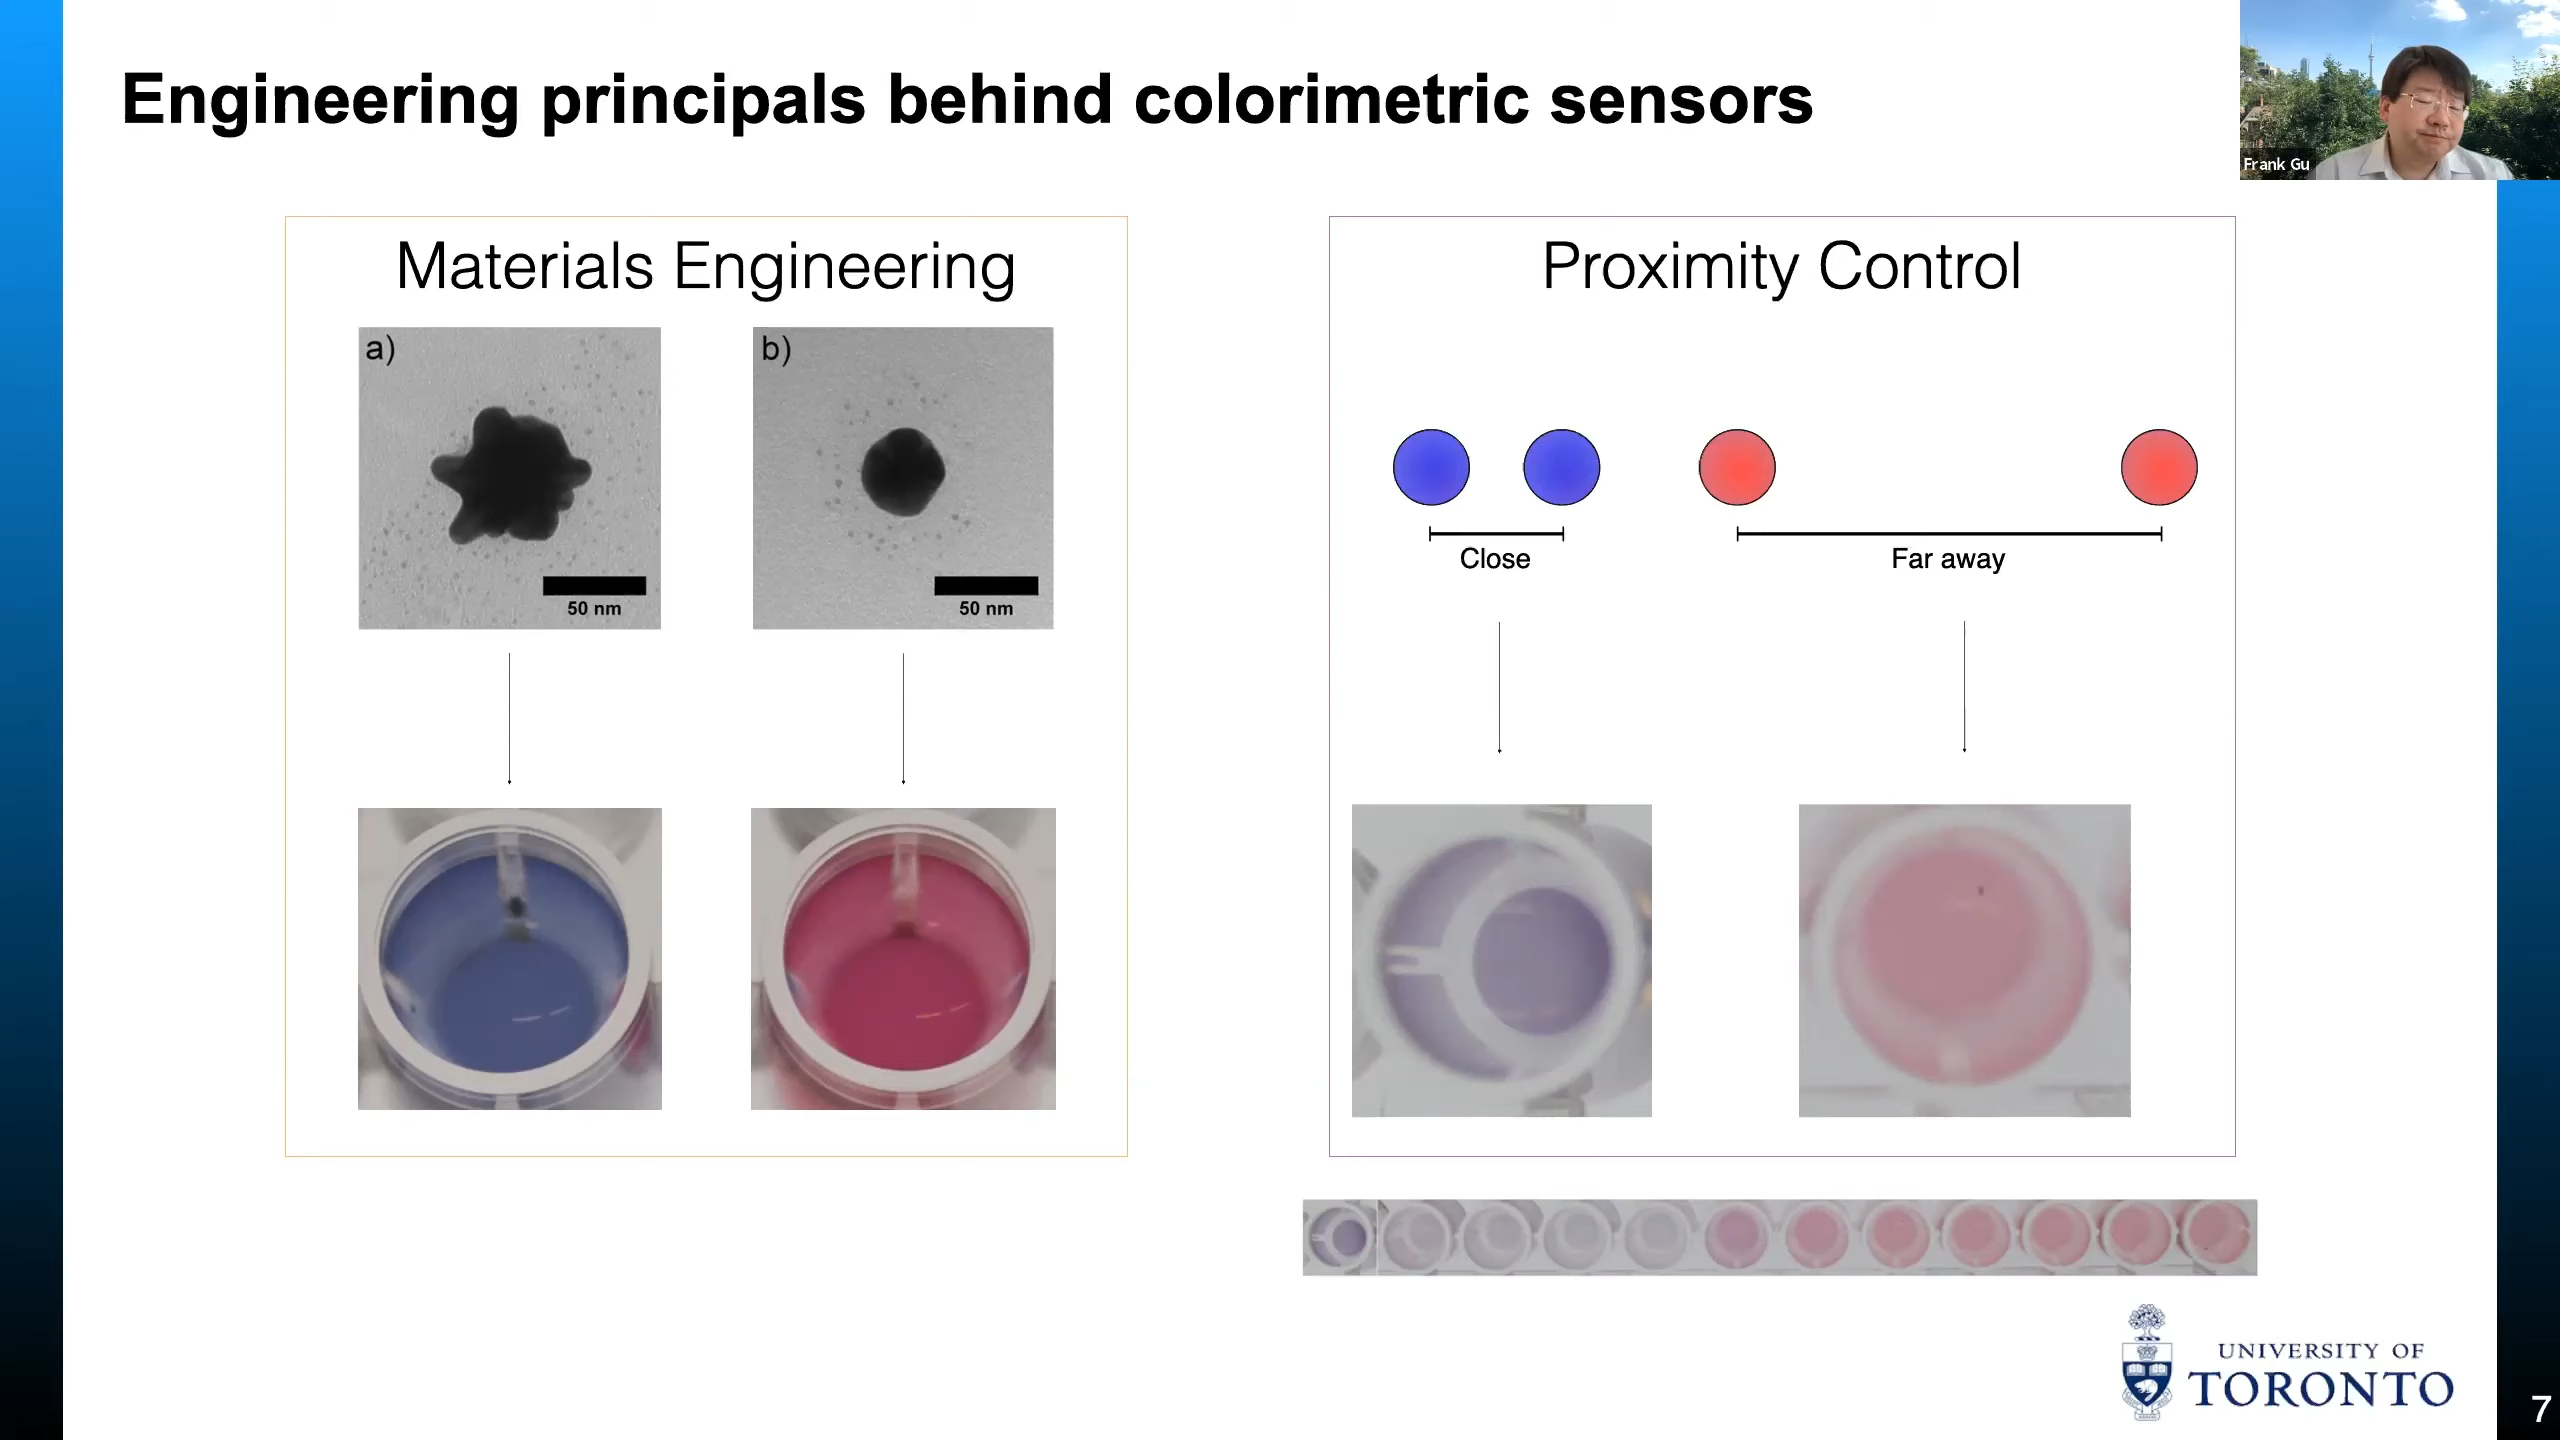 Engineering principals behind colorimetric sensors
Frank Gu
Materials Engineering
a)
b)
50 nm
50 nm
Proximity Control
Close
Far away
UNIVERSITY OF
TORONTO
7